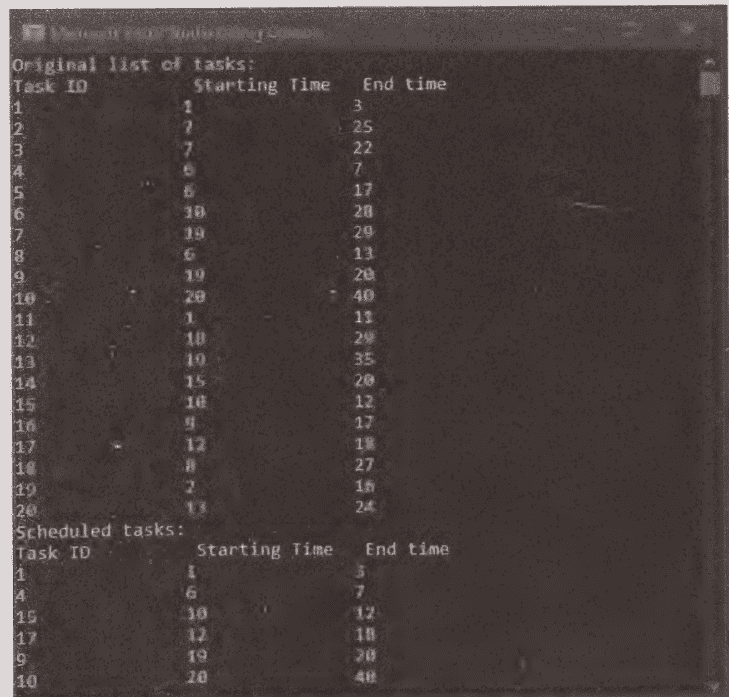 Original list of tasks:
Task ID Starting Time End time
1 1 3
2 7 25
3 7 22
4 6 7
5 6 17
6 10
7 19 29
8 6 13
9 19 20
10 20 40
11 1 11
12 29
13 19 35
14 15 20
15 10 12
16 9 17
17 12 18
18 8 27
19 2 16
20 13 24
Scheduled tasks:
Task ID Starting Time End time
1 1 3
4 6 7
15 10 12
17 12 18
9 19 20
10 20 40